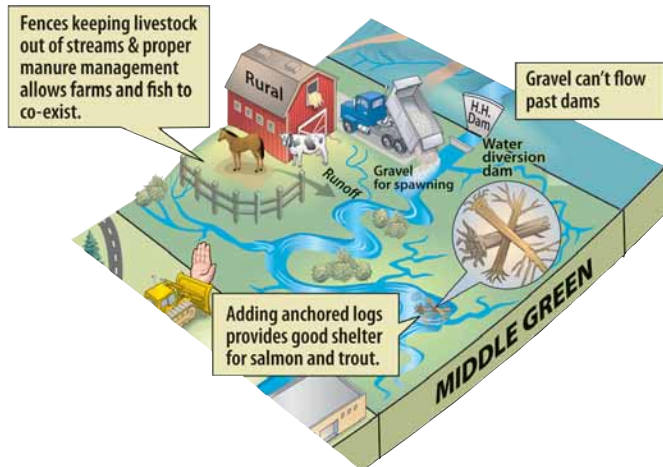 Fences keeping livestock
out of streams & proper
manure management
allows farms and fish to
co-exist.
Rural
Gravel can't flow
past dams
H.H.
Dam
Water
diversion
dam
Gravel
for spawning
Runoff
Adding anchored logs
provides good shelter
for salmon and trout.
MIDDLE GREEN